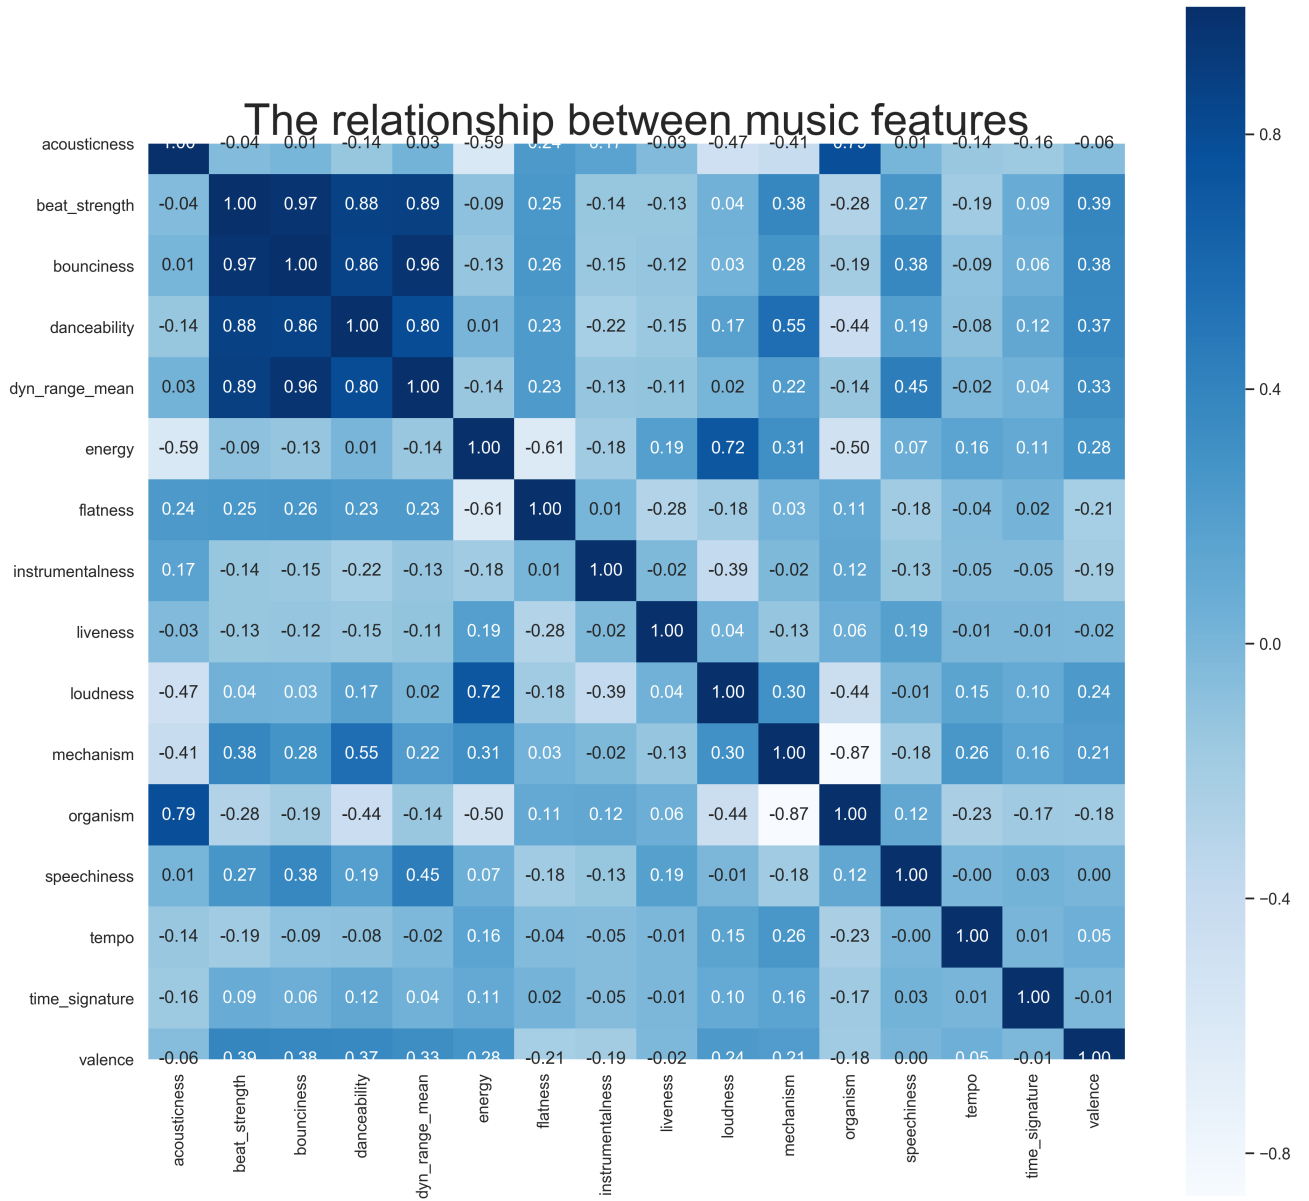 The relationship between music features
acousticness 1.00 -0.04 0.01 -0.14 0.03 -0.59 0.24 0.17 -0.03 -0.47 -0.41 0.79 0.01 -0.14 -0.16 -0.06
beat_strength -0.04 1.00 0.97 0.88 0.89 -0.09 0.25 -0.14 -0.13 0.04 0.38 -0.28 0.27 -0.19 0.09 0.39
bounciness 0.01 0.97 1.00 0.86 0.96 -0.13 0.26 -0.15 -0.12 0.03 0.28 -0.19 0.38 -0.09 0.06 0.38
danceability -0.14 0.88 0.86 1.00 0.80 0.01 0.23 -0.22 -0.15 0.17 0.55 -0.44 0.19 -0.08 0.12 0.37
dyn_range_mean 0.03 0.89 0.96 0.80 1.00 -0.14 0.23 -0.13 -0.11 0.02 0.22 -0.14 0.45 -0.02 0.04 0.33
energy -0.59 -0.09 -0.13 0.01 -0.14 1.00 -0.61 -0.18 0.19 0.72 0.31 -0.50 0.07 0.16 0.11 0.28
flatness 0.24 0.25 0.26 0.23 0.23 -0.61 1.00 0.01 -0.28 -0.18 0.03 0.11 -0.18 -0.04 0.02 -0.21
instrumentalness 0.17 -0.14 -0.15 -0.22 -0.13 -0.18 0.01 1.00 -0.02 -0.39 -0.02 0.12 -0.13 -0.05 -0.05 -0.19
liveness -0.03 -0.13 -0.12 -0.15 -0.11 0.19 -0.28 -0.02 1.00 0.04 -0.13 0.06 0.19 -0.01 -0.01 -0.02
loudness -0.47 0.04 0.03 0.17 0.02 0.72 -0.18 -0.39 0.04 1.00 0.30 -0.44 -0.01 0.15 0.10 0.24
mechanism -0.41 0.38 0.28 0.55 0.22 0.31 0.03 -0.02 -0.13 0.30 1.00 -0.87 -0.18 0.26 0.16 0.21
organism 0.79 -0.28 -0.19 -0.44 -0.14 -0.50 0.11 0.12 0.06 -0.44 -0.87 1.00 0.12 -0.23 -0.17 -0.18
speechiness 0.01 0.27 0.38 0.19 0.45 0.07 -0.18 -0.13 0.19 -0.01 -0.18 0.12 1.00 -0.00 0.03 0.00
tempo -0.14 -0.19 -0.09 -0.08 -0.02 0.16 -0.04 -0.05 -0.01 0.15 0.26 -0.23 -0.00 1.00 0.01 0.05
time_signature -0.16 0.09 0.06 0.12 0.04 0.11 0.02 -0.05 -0.01 0.10 0.16 -0.17 0.03 0.01 1.00 -0.01
valence -0.06 0.39 0.38 0.37 0.33 0.28 -0.21 -0.19 -0.02 0.24 0.21 -0.18 0.00 0.05 -0.01 1.00
acousticness
beat_strength
bounciness
danceability
dyn_range_mean
energy
flatness
instrumentalness
liveness
loudness
mechanism
organism
speechiness
tempo
time_signature
valence
0.8
0.4
0.0
−0.4
−0.8